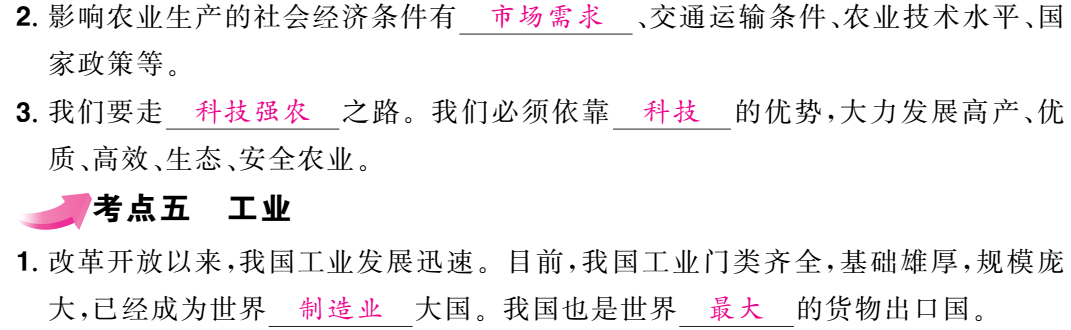 2. 影响农业生产的社会经济条件有 市场需求 、交通运输条件、农业技术水平、国
家政策等。
3. 我们要走 科技强农 之路。我们必须依靠 科技 的优势,大力发展高产、优
质、高效、生态、安全农业。
考点五 工业
1. 改革开放以来,我国工业发展迅速。目前,我国工业门类齐全,基础雄厚,规模庞
大,已经成为世界 制造业 大国。我国也是世界 最大 的货物出口国。